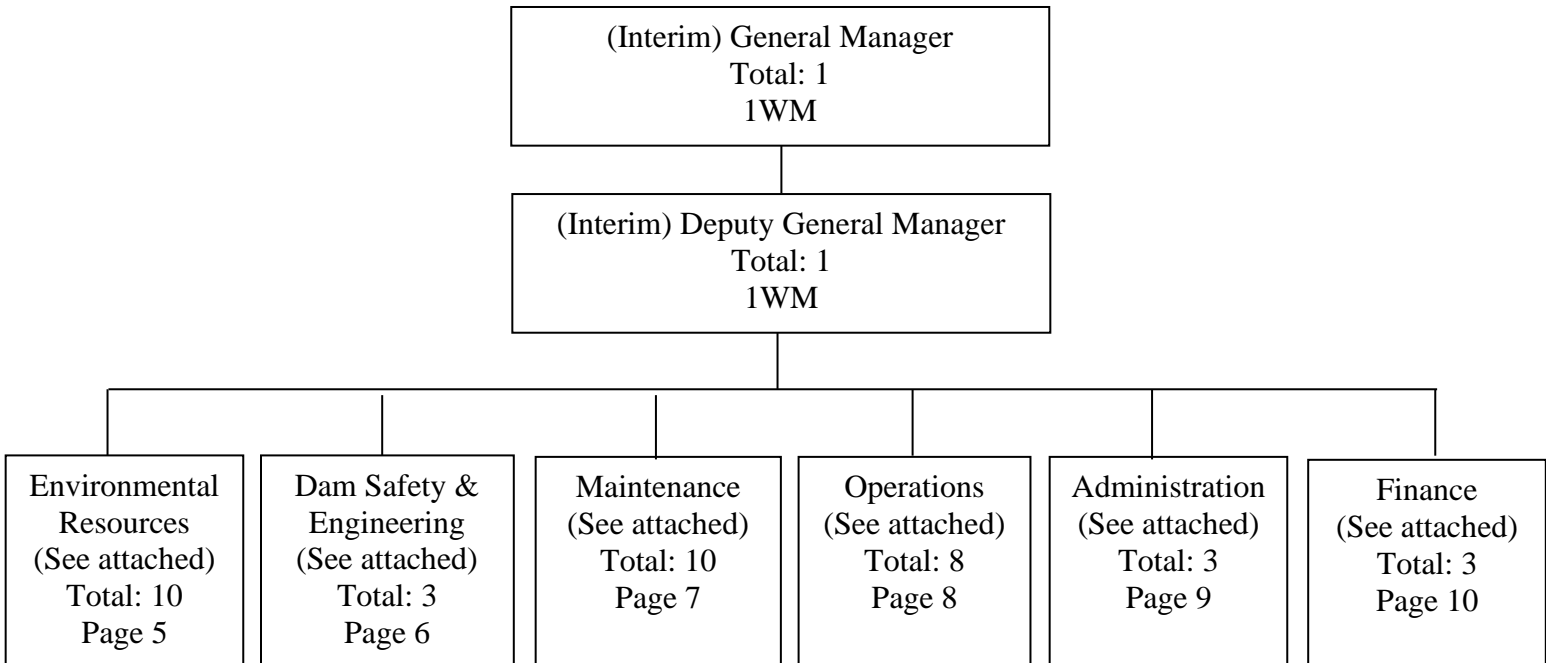 (Interim) General Manager
Total: 1
1WM
(Interim) Deputy General Manager
Total: 1
1WM
Environmental
Resources
(See attached)
Total: 10
Page 5
Dam Safety &
Engineering
(See attached)
Total: 3
Page 6
Maintenance
(See attached)
Total: 10
Page 7
Operations
(See attached)
Total: 8
Page 8
Administration
(See attached)
Total: 3
Page 9
Finance
(See attached)
Total: 3
Page 10